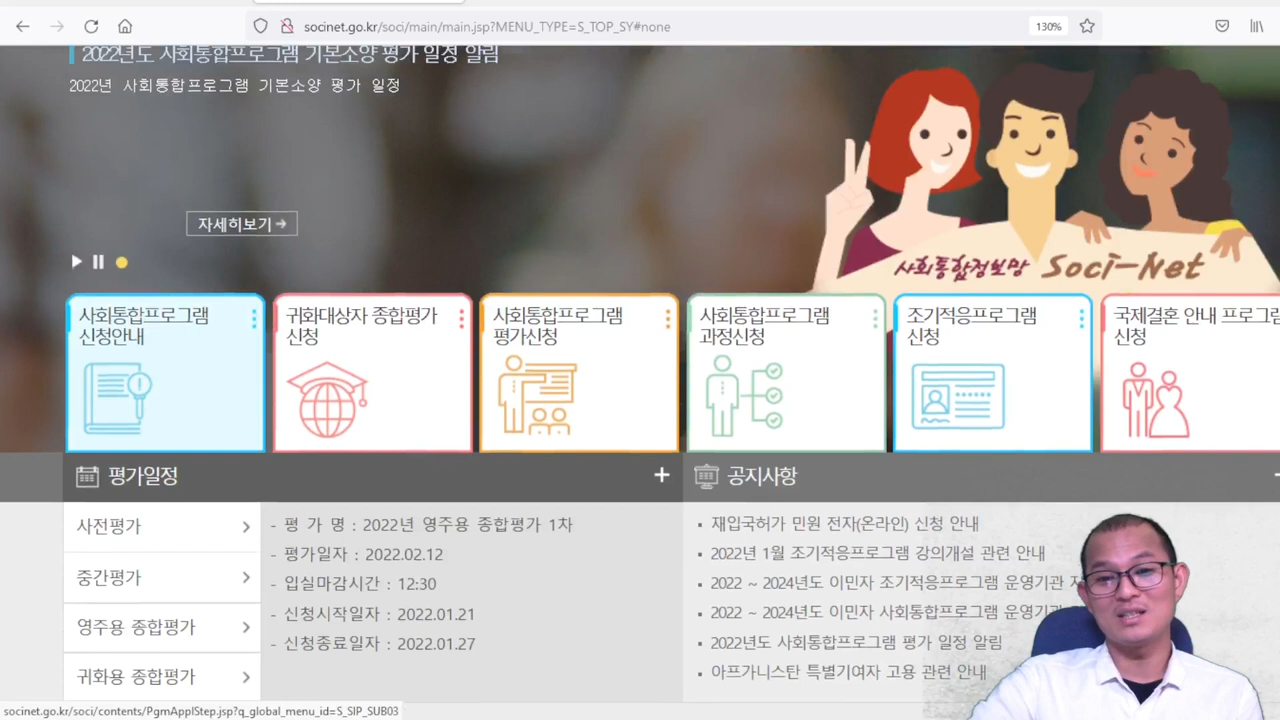 socinet.go.kr/soci/main/main.jsp?MENU_TYPE=S_TOP_SY#none
130%
2022년도 사회통합프로그램 기본소양 평가 일정 알림
2022년 사회통합프로그램 기본소양 평가 일정
자세히보기→
사회통합정보망 Soci-Net
사회통합프로그램
신청안내
귀화대상자 종합평가
신청
사회통합프로그램
평가신청
사회통합프로그램
과정신청
조기적응프로그램
신청
국제결혼 안내 프로그램
신청
평가일정
+
사전평가
중간평가
영주용 종합평가
귀화용 종합평가
- 평 가 명 : 2022년 영주용 종합평가 1차
- 평가일자 : 2022.02.12
- 입실마감시간 : 12:30
- 신청시작일자 : 2022.01.21
- 신청종료일자 : 2022.01.27
공지사항
재입국허가 민원 전자(온라인) 신청 안내
2022년 1월 조기적응프로그램 강의개설 관련 안내
2022 ~ 2024년도 이민자 조기적응프로그램 운영기관
2022 ~ 2024년도 이민자 사회통합프로그램 운영기관
2022년도 사회통합프로그램 평가 일정 알림
아프가니스탄 특별기여자 고용 관련 안내
socinet.go.kr/soci/contents/PgmApplStep.jsp?q_global_menu_id=S_SIP_SUB03